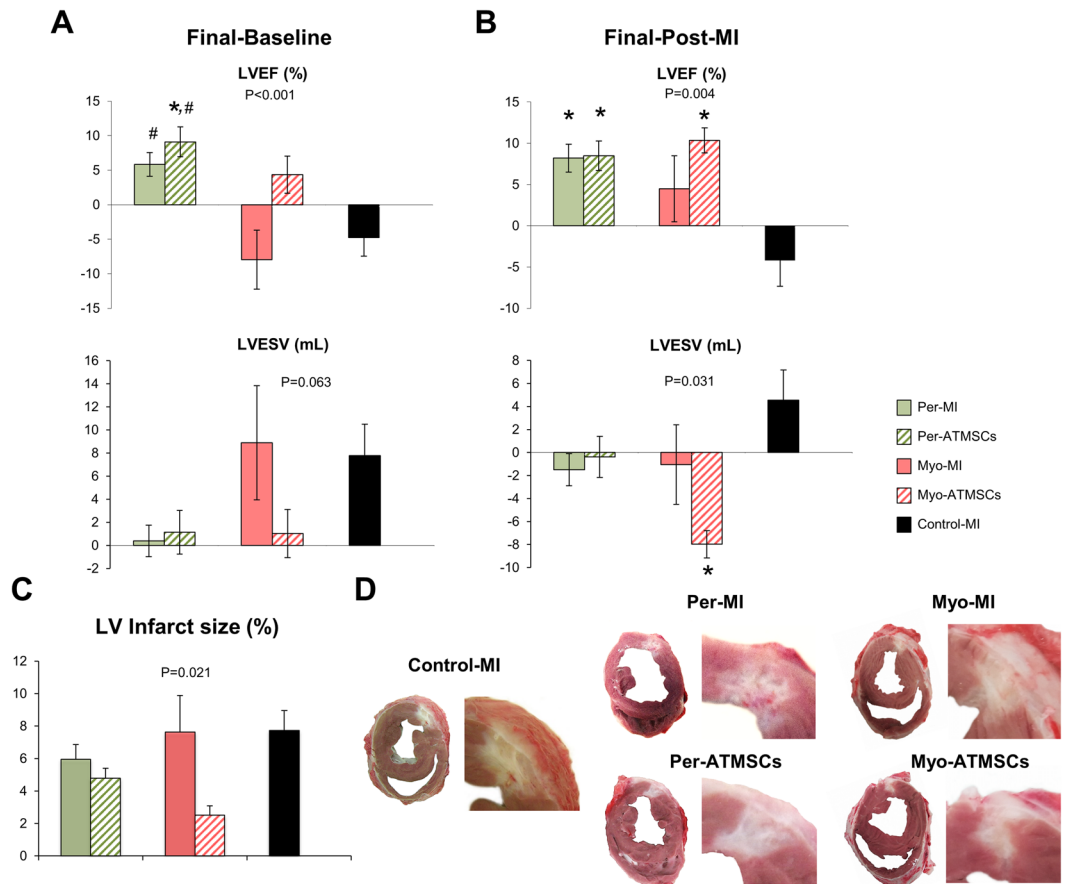 A
Final-Baseline
LVEF (%)
P<0.001
15
10
5
0
-5
-10
-15
#
*,#
LVESV (mL)
P=0.063
16
14
12
10
8
6
4
2
0
-2
B
Final-Post-MI
LVEF (%)
P=0.004
15
10
5
0
-5
-10
*
*
*
LVESV (mL)
P=0.031
8
6
4
2
0
-2
-4
-6
-8
-10
*
Per-MI
Per-ATMSCs
Myo-MI
Myo-ATMSCs
Control-MI
C
LV Infarct size (%)
P=0.021
12
10
8
6
4
2
0
D
Control-MI
Per-MI
Myo-MI
Per-ATMSCs
Myo-ATMSCs